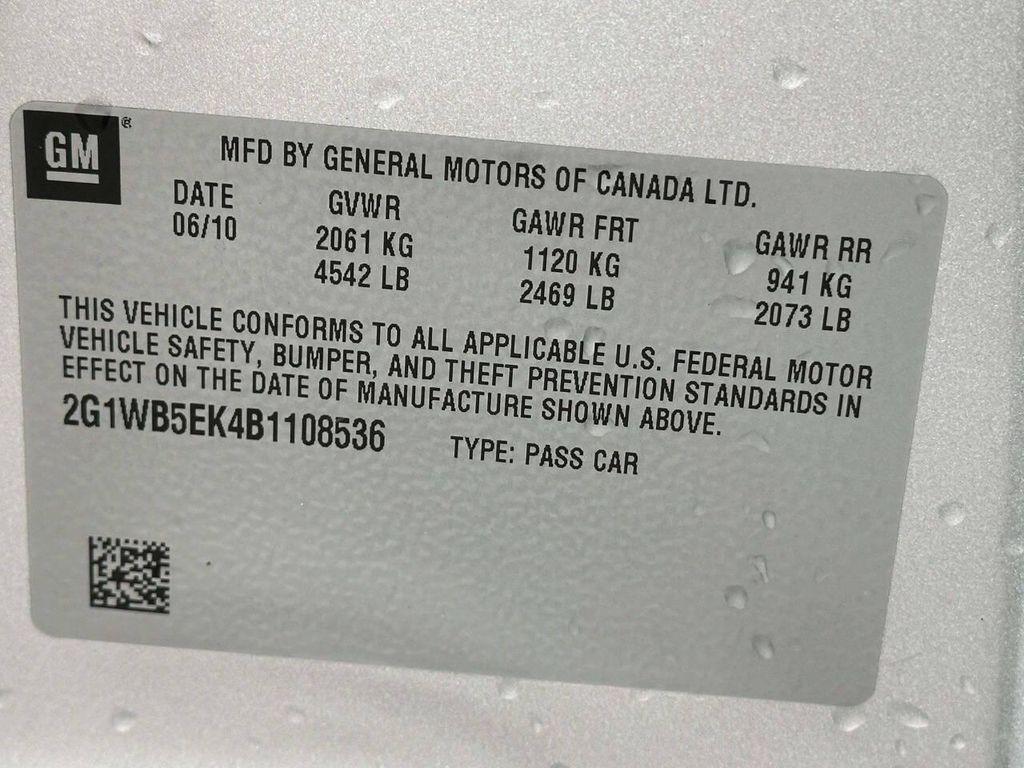 GM®
MFD BY GENERAL MOTORS OF CANADA LTD.
DATE GVWR GAWR FRT GAWR RR
06/10 2061 KG 1120 KG 941 KG
4542 LB 2469 LB 2073 LB
THIS VEHICLE CONFORMS TO ALL APPLICABLE U.S. FEDERAL MOTOR
VEHICLE SAFETY, BUMPER, AND THEFT PREVENTION STANDARDS IN
EFFECT ON THE DATE OF MANUFACTURE SHOWN ABOVE.
2G1WB5EK4B1108536 TYPE: PASS CAR